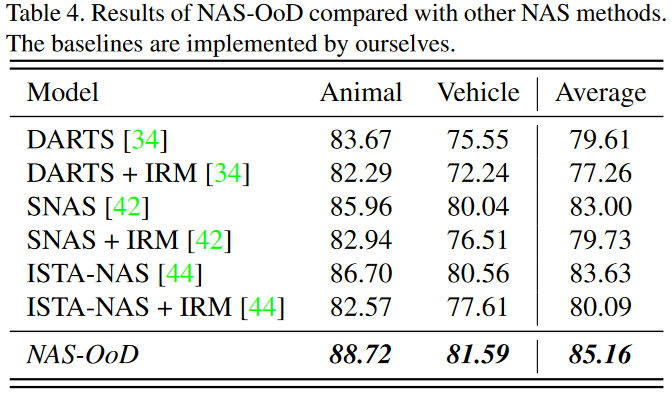 Table 4. Results of NAS-OoD compared with other NAS methods.
The baselines are implemented by ourselves.
Model Animal Vehicle Average
DARTS [34] 83.67 75.55 79.61
DARTS + IRM [34] 82.29 72.24 77.26
SNAS [42] 85.96 80.04 83.00
SNAS + IRM [42] 82.94 76.51 79.73
ISTA-NAS [44] 86.70 80.56 83.63
ISTA-NAS + IRM [44] 82.57 77.61 80.09
NAS-OoD 88.72 81.59 85.16